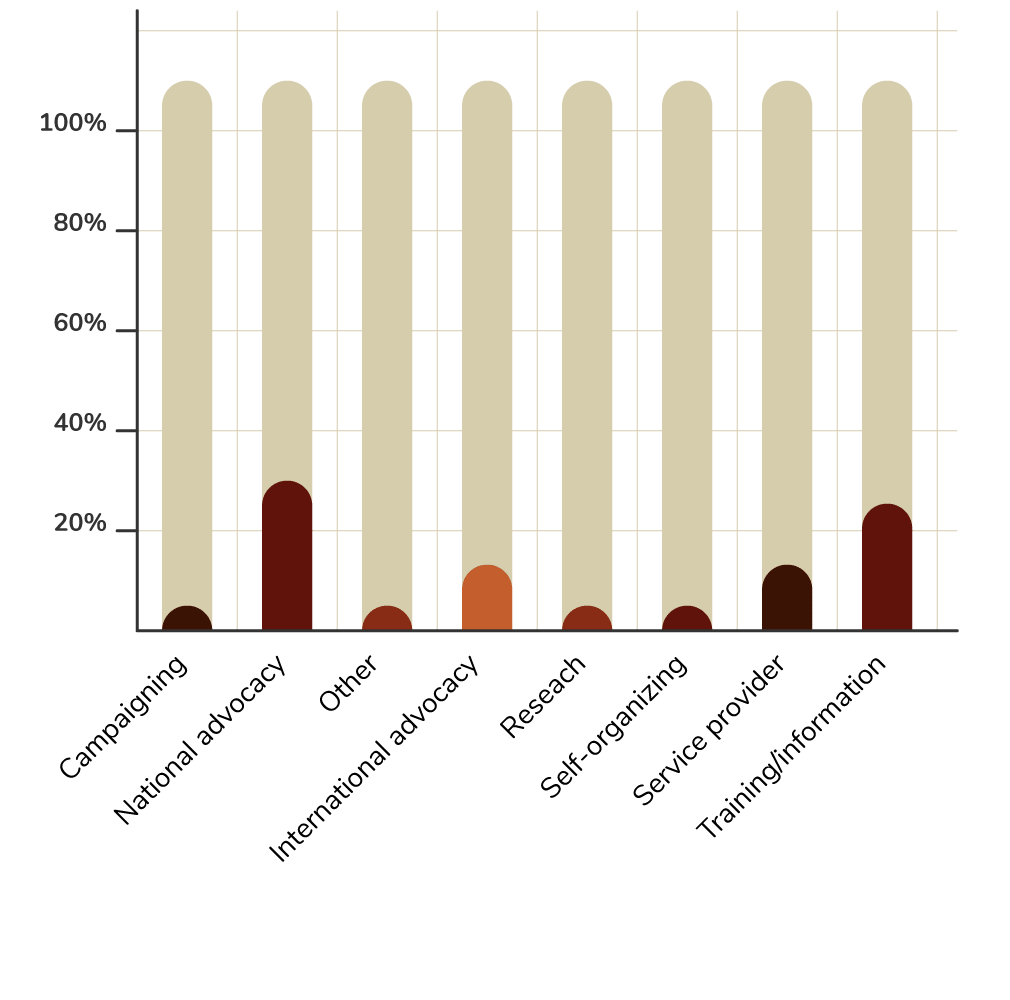 100%
80%
60%
40%
20%
Campaigning
National advocacy
Other
International advocacy
Reseach
Self-organizing
Service provider
Training/information